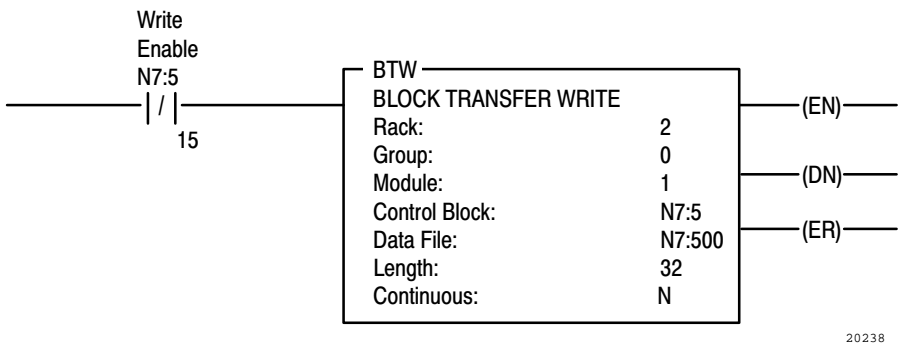 Write
Enable
N7:5
/
15
BTW
BLOCK TRANSFER WRITE
Rack: 2
Group: 0
Module: 1
Control Block: N7:5
Data File: N7:500
Length: 32
Continuous: N
(EN)
(DN)
(ER)
20238